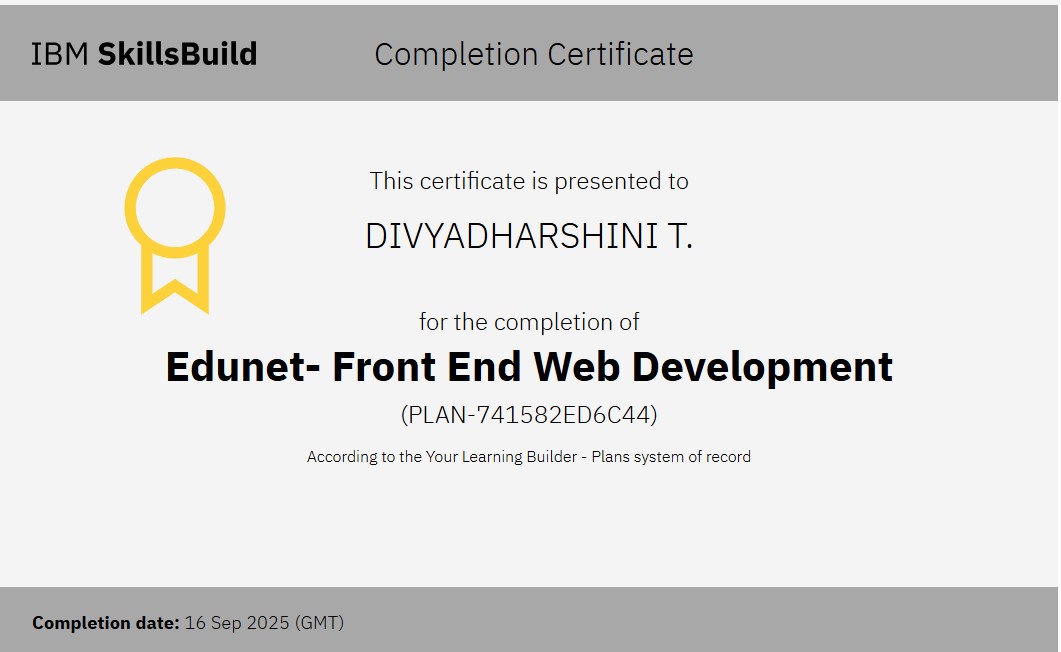 IBM SkillsBuild
Completion Certificate
This certificate is presented to
DIVYADHARSHINI T.
for the completion of
Edunet- Front End Web Development
(PLAN-741582ED6C44)
According to the Your Learning Builder - Plans system of record
Completion date: 16 Sep 2025 (GMT)